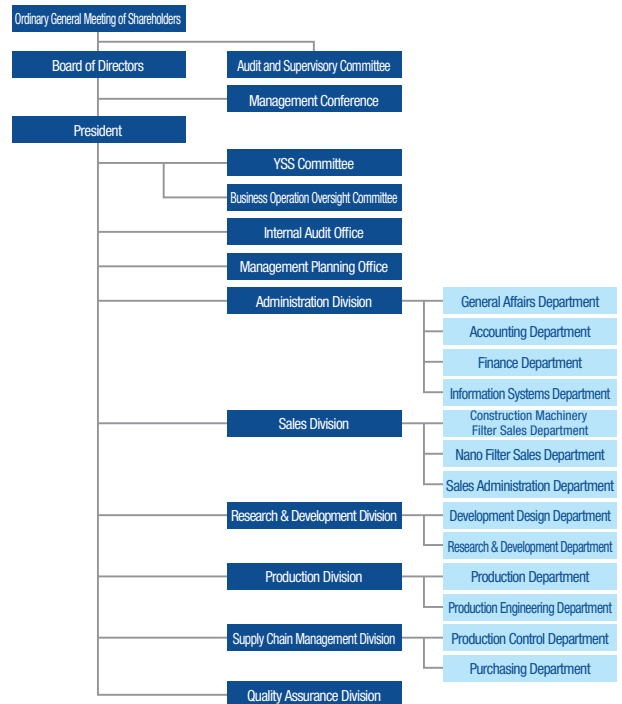 Ordinary General Meeting of Shareholders
Board of Directors
Audit and Supervisory Committee
Management Conference
President
YSS Committee
Business Operation Oversight Committee
Internal Audit Office
Management Planning Office
Administration Division
General Affairs Department
Accounting Department
Finance Department
Information Systems Department
Sales Division
Construction Machinery
Filter Sales Department
Nano Filter Sales Department
Sales Administration Department
Research & Development Division
Development Design Department
Research & Development Department
Production Division
Production Department
Production Engineering Department
Supply Chain Management Division
Production Control Department
Purchasing Department
Quality Assurance Division